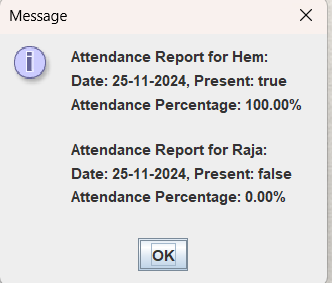 Message
Attendance Report for Hem:
Date: 25-11-2024, Present: true
Attendance Percentage: 100.00%
Attendance Report for Raja:
Date: 25-11-2024, Present: false
Attendance Percentage: 0.00%
OK